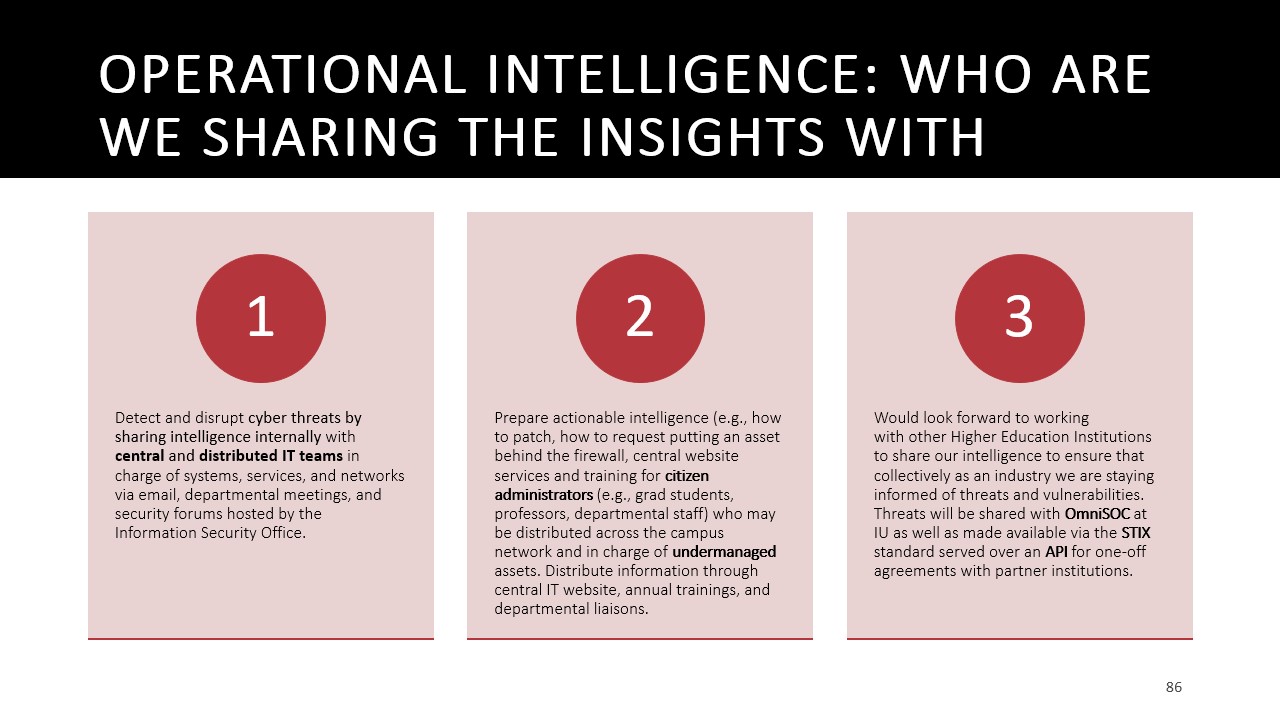 OPERATIONAL INTELLIGENCE: WHO ARE
WE SHARING THE INSIGHTS WITH
1
Detect and disrupt cyber threats by
sharing intelligence internally with
central and distributed IT teams in
charge of systems, services, and networks
via email, departmental meetings, and
security forums hosted by the
Information Security Office.
2
Prepare actionable intelligence (e.g., how
to patch, how to request putting an asset
behind the firewall, central website
services and training for citizen
administrators (e.g., grad students,
professors, departmental staff) who may
be distributed across the campus
network and in charge of undermanaged
assets. Distribute information through
central IT website, annual trainings, and
departmental liaisons.
3
Would look forward to working
with other Higher Education Institutions
to share our intelligence to ensure that
collectively as an industry we are staying
informed of threats and vulnerabilities.
Threats will be shared with OmniSOC at
IU as well as made available via the STIX
standard served over an API for one-off
agreements with partner institutions.
86